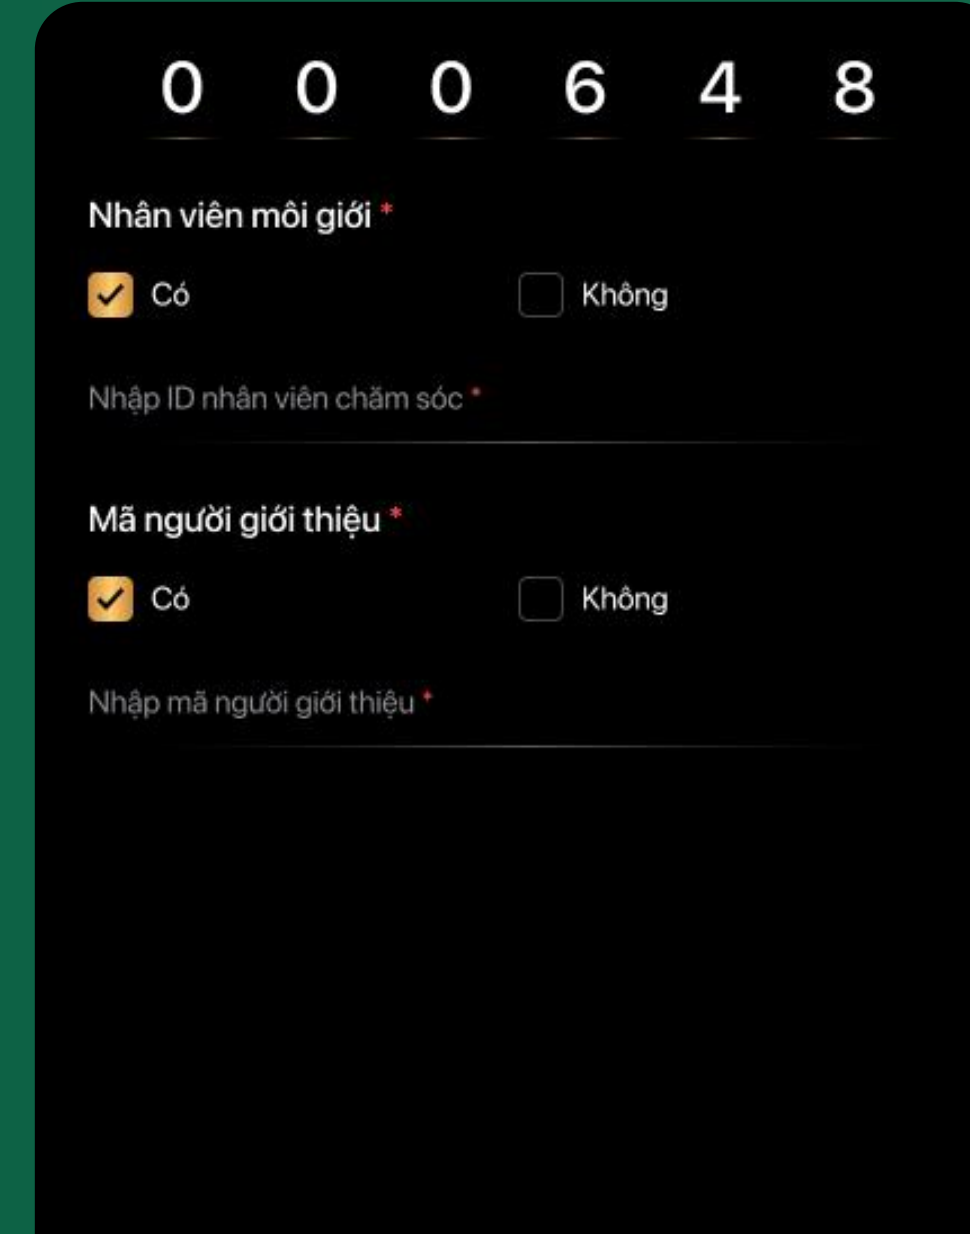 0 0 0 6 4 8
Nhân viên môi giới *
Có Không
Nhập ID nhân viên chăm sóc *
Mã người giới thiệu *
Có Không
Nhập mã người giới thiệu *